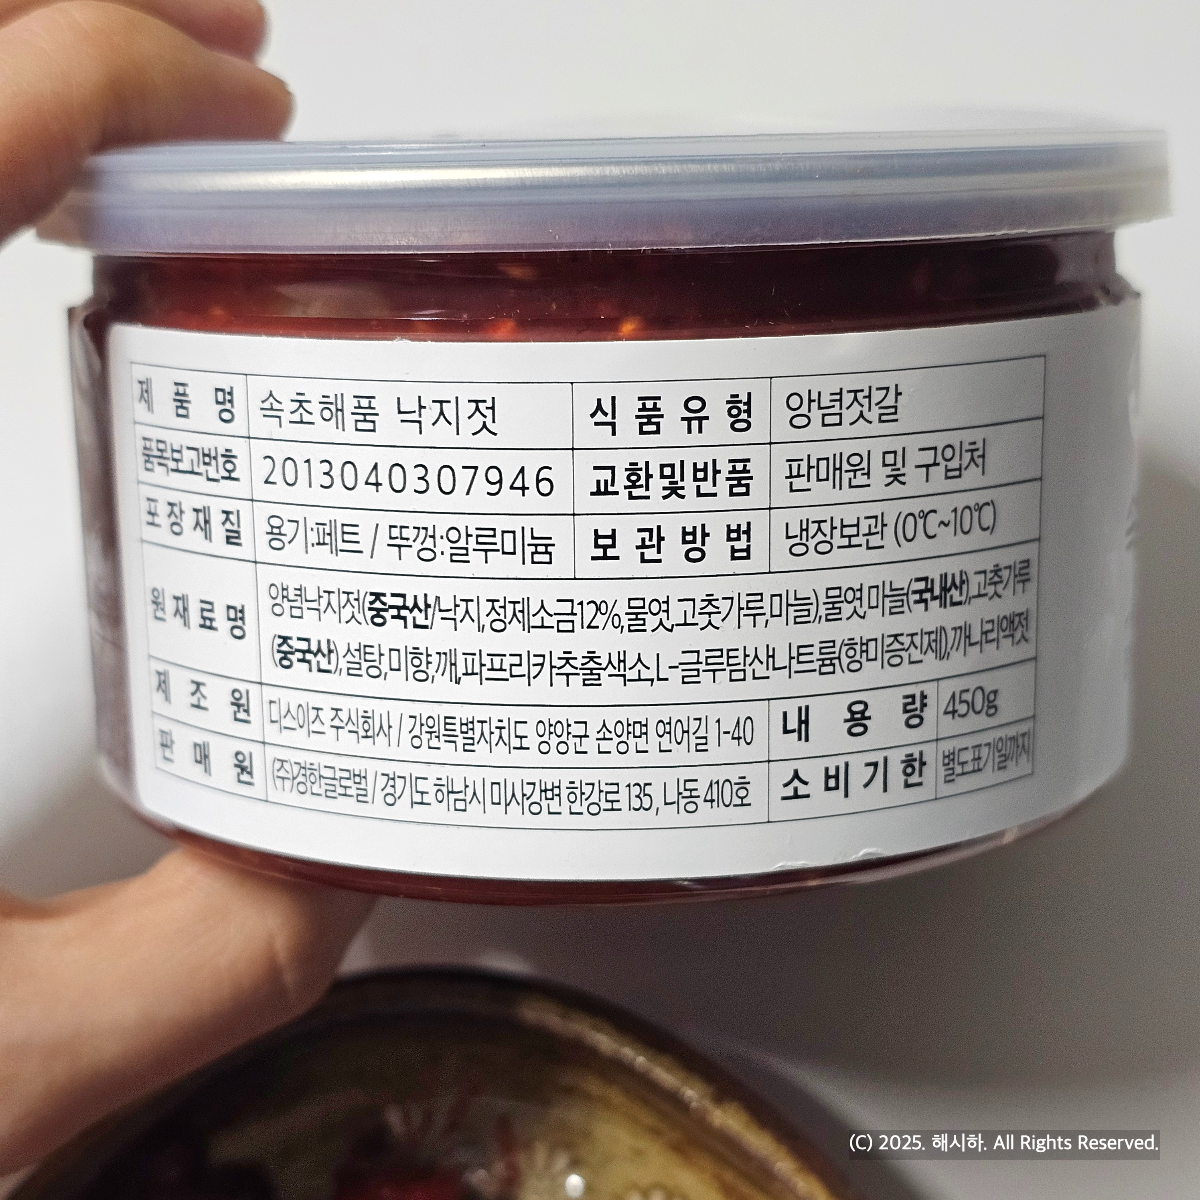 제 품 명 속초해품 낙지젓 식 품 유 형 양념젓갈
품목보고번호 2013040307946 교환및반품 판매원 및 구입처
포장재질 용기:페트 / 뚜껑:알루미늄 보 관 방 법 냉장보관 (0℃~10℃)
원재료명 양념낙지젓(중국산/낙지,정제소금12%,물엿,고춧가루,마늘),물엿,마늘(국내산),고춧가루
(중국산),설탕,미향,깨,파프리카추출색소,L-글루탐산나트륨(향미증진제),까나리액젓
제 조 원 디스이즈 주식회사 / 강원특별자치도 양양군 손양면 연어길 1-40 내 용 량 450g
판 매 원 (주)경한글로벌 / 경기도 하남시 미사강변한강로 135, 나동 410호 소비기한 별도표기일까지
(C) 2025. 해시하. All Rights Reserved.